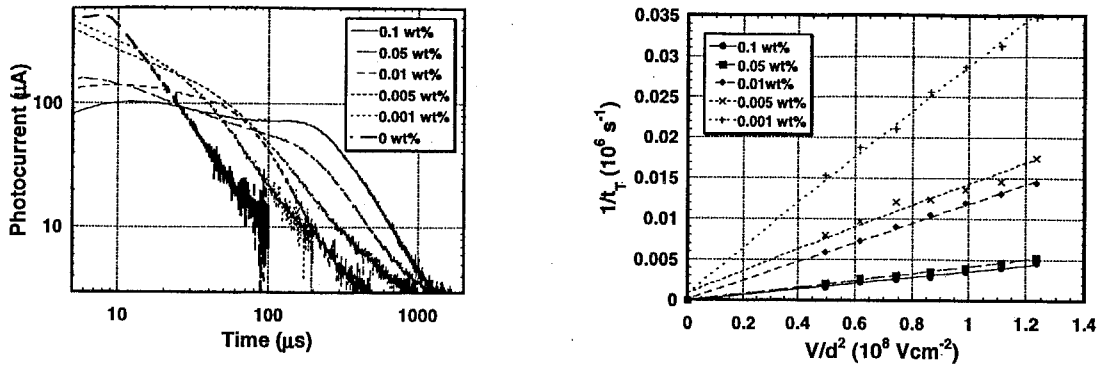 Photocurrent (µA)
100
10
10
100
1000
Time (µs)
0.1 wt%
0.05 wt%
0.01 wt%
0.005 wt%
0.001 wt%
0 wt%
1/t_T (10^6 s^-1)
0.035
0.03
0.025
0.02
0.015
0.01
0.005
0
0 0.2 0.4 0.6 0.8 1 1.2 1.4
V/d² (10^8 Vcm^-2)
0.1 wt%
0.05 wt%
0.01wt%
0.005 wt%
0.001 wt%